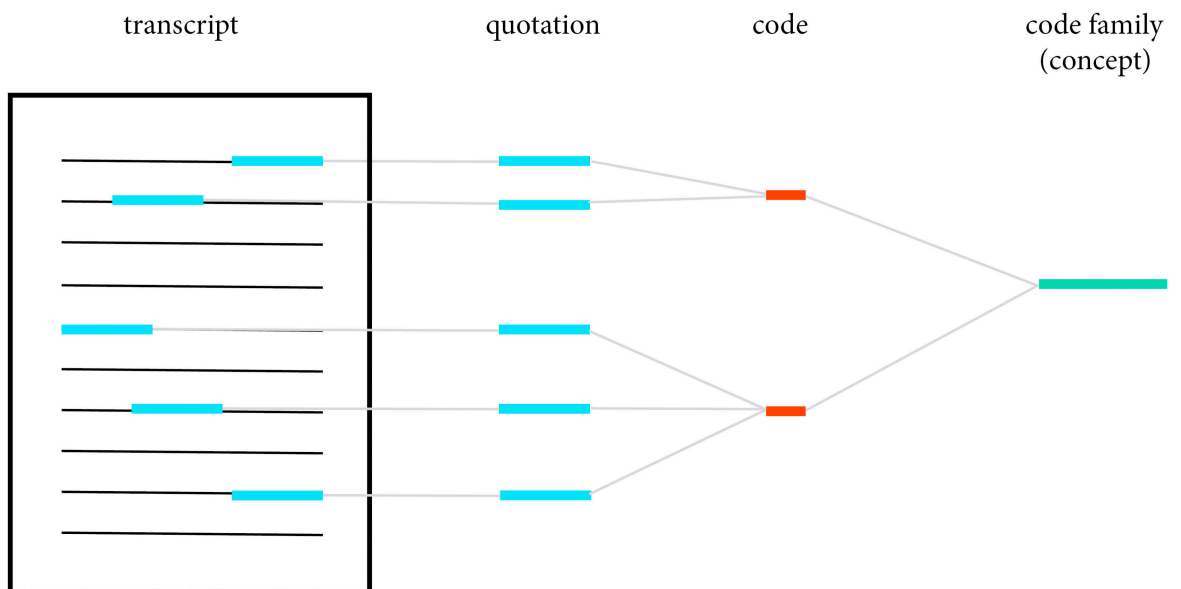 transcript
quotation
code
code family
(concept)